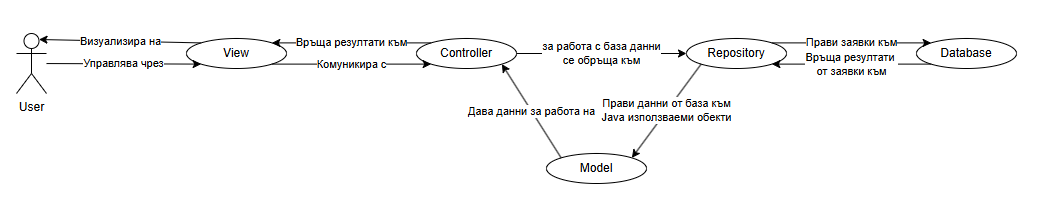 Визуализира на
Управлява чрез
User
View
Връща резултати към
Комуникира с
Controller
за работа с база данни
се обръща към
Repository
Прави заявки към
Връща резултати
от заявки към
Database
Дава данни за работа на
Прави данни от база към
Java използваеми обекти
Model